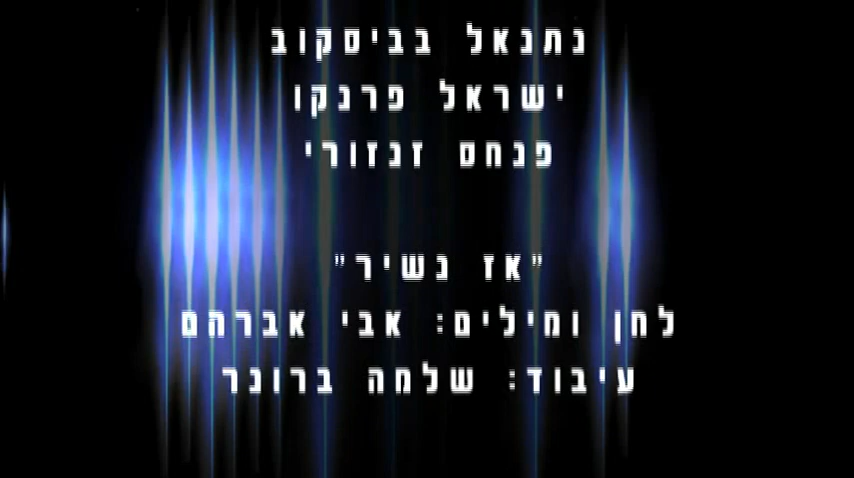 נתנאל בביסקוב
ישראל פרנקו
פנחס זנזורי
"אז נשיר"
לחן ומילים: אבי אברהם
עיבוד: שלמה ברונר